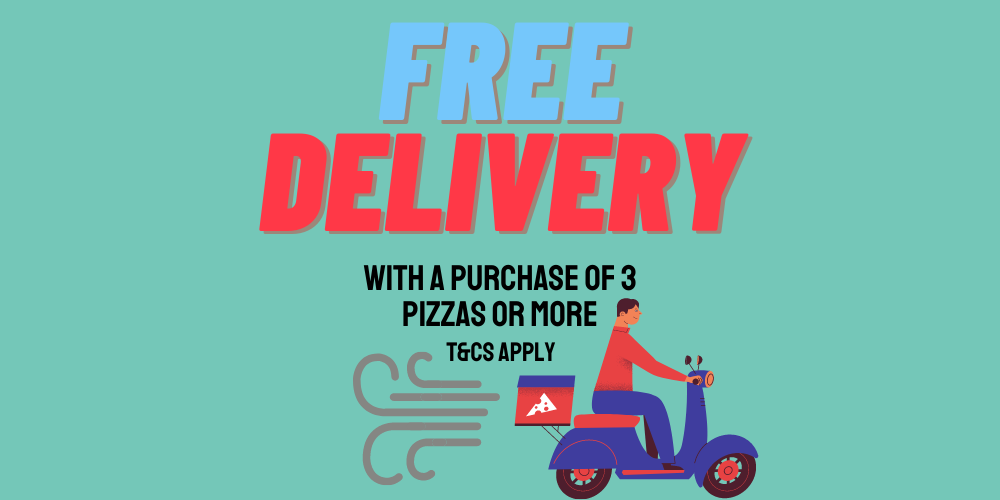 FREE
DELIVERY
WITH A PURCHASE OF 3
PIZZAS OR MORE
T&CS APPLY